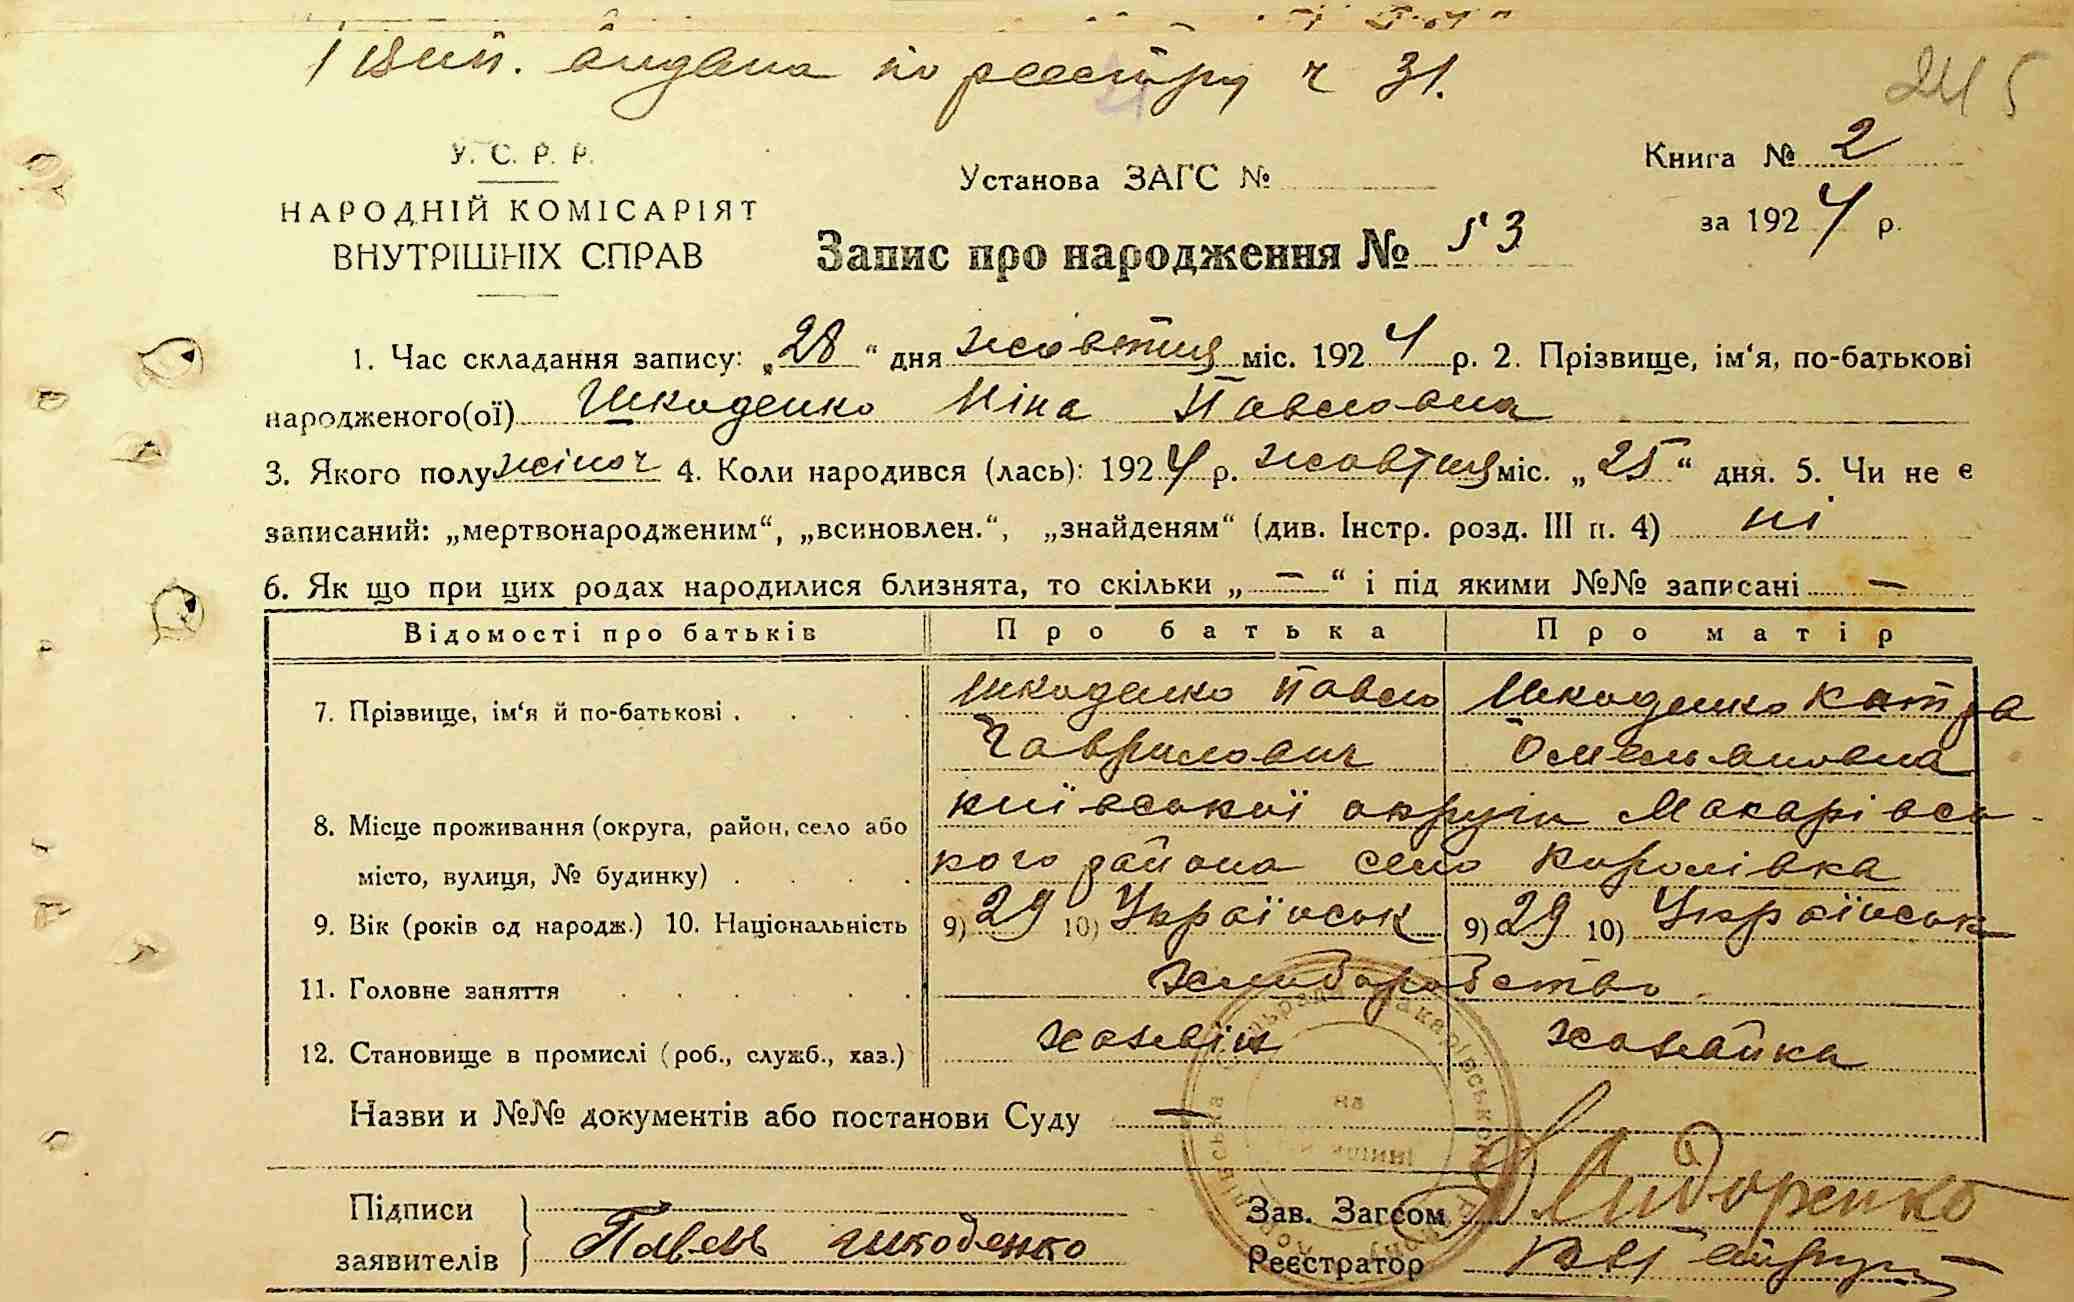 видана по реєстру ч 31.
245
У. С. Р. Р.
НАРОДНІЙ КОМІСАРІЯТ
ВНУТРІШНІХ СПРАВ
Установа ЗАГС №
Книга № 2
за 1924 р.
Запис про народження № 53
1. Час складання запису: „28“ дня жовтня міс. 1924 р. 2. Прізвище, ім‘я, по-батькові
народженого(ої) Шкоденко Ніна Павловна
3. Якого полу жіноч 4. Коли народився (лась): 1924 р. жовтня міс. „25“ дня. 5. Чи не є
записаний: „мертвонародженим“, „всиновлен.“, „знайденям“ (див. Інстр. розд. III п. 4) ні
6. Як що при цих родах народилися близнята, то скільки „—“ і під якими №№ записані —
Відомості про батьків Про батька Про матір
7. Прізвище, ім‘я й по-батькові . Шкоденко Павло Шкоденко Катря
Гаврилович Омельяновна
8. Місце проживання (округа, район, село або київської округи Макарівсь-
місто, вулиця, № будинку) кого района село Королівка
9. Вік (років од народж.) 10. Національність 9) 29 10) Українськ 9) 29 10) Українськ
11. Головне заняття хлиборобство
12. Становище в промислі (роб., служб., хаз.) хазяїн хазяйка
Назви и №№ документів або постанови Суду —
Підписи
заявителів Павель Шкоденко
Зав. Загсом Сидоренко
Реєстратор